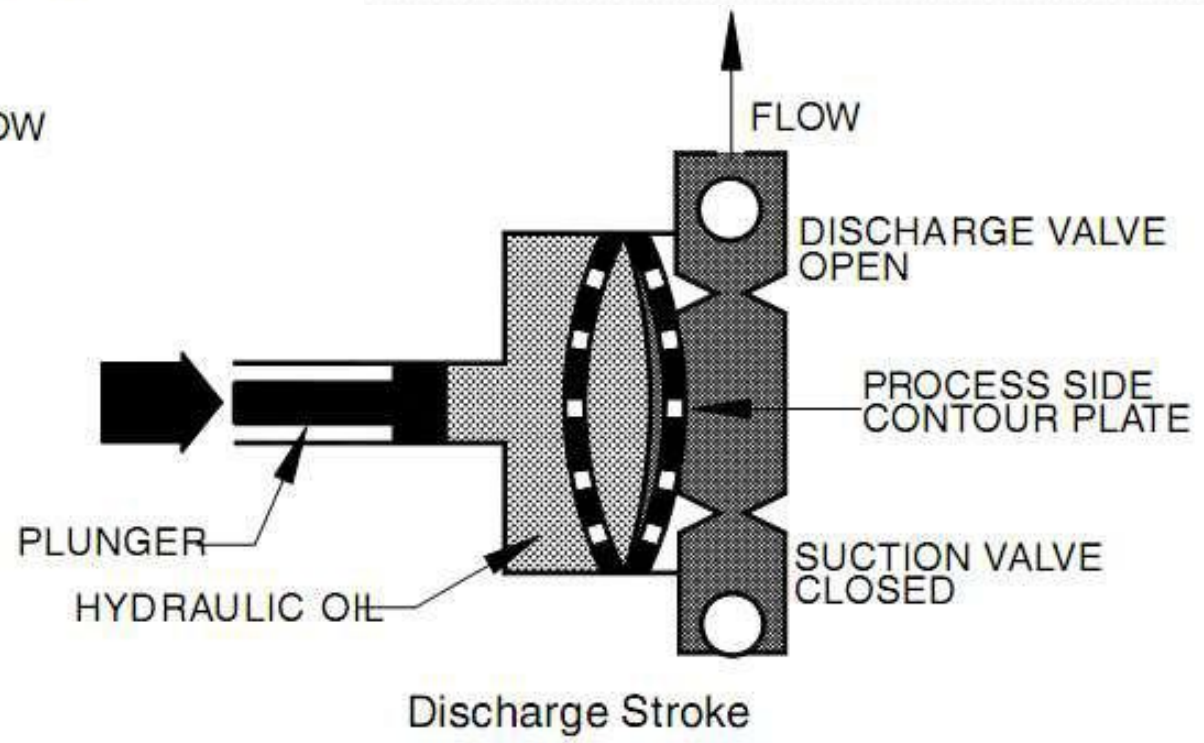 FLOW
DISCHARGE VALVE
OPEN
PROCESS SIDE
CONTOUR PLATE
PLUNGER
HYDRAULIC OIL
SUCTION VALVE
CLOSED
Discharge Stroke